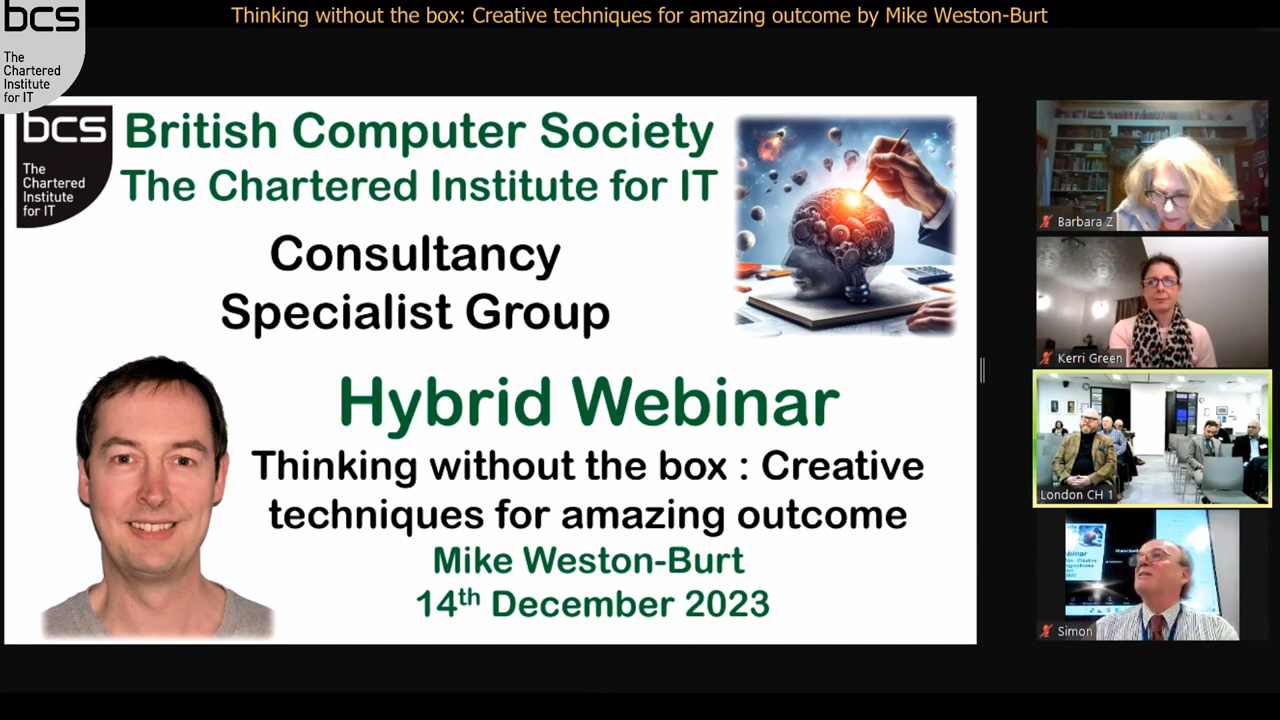 Thinking without the box: Creative techniques for amazing outcome by Mike Weston-Burt
bcs
The
Chartered
Institute
for IT
bcs
The
Chartered
Institute
for IT
British Computer Society
The Chartered Institute for IT
Consultancy
Specialist Group
Hybrid Webinar
Thinking without the box : Creative
techniques for amazing outcome
Mike Weston-Burt
14th December 2023
Barbara Z
Kerri Green
London CH 1
Simon